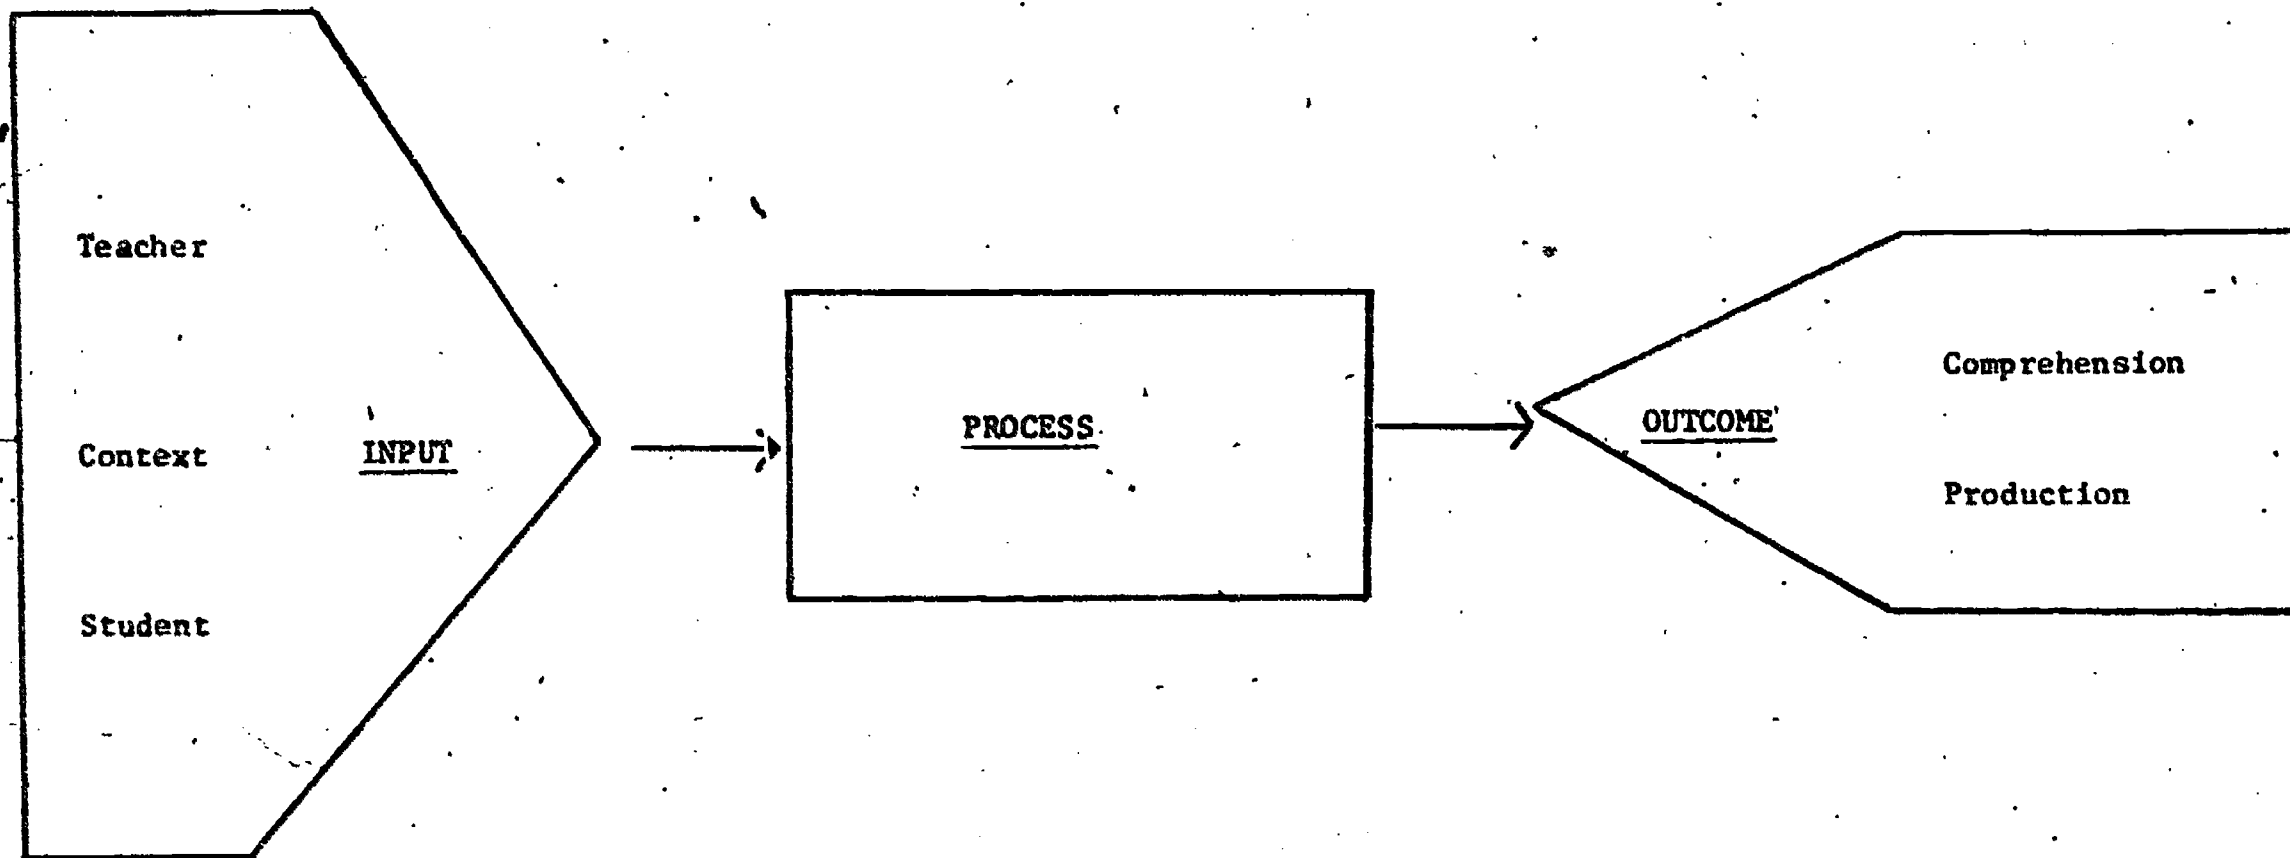 Teacher
Context
Student
INPUT
PROCESS
OUTCOME
Comprehension
Production